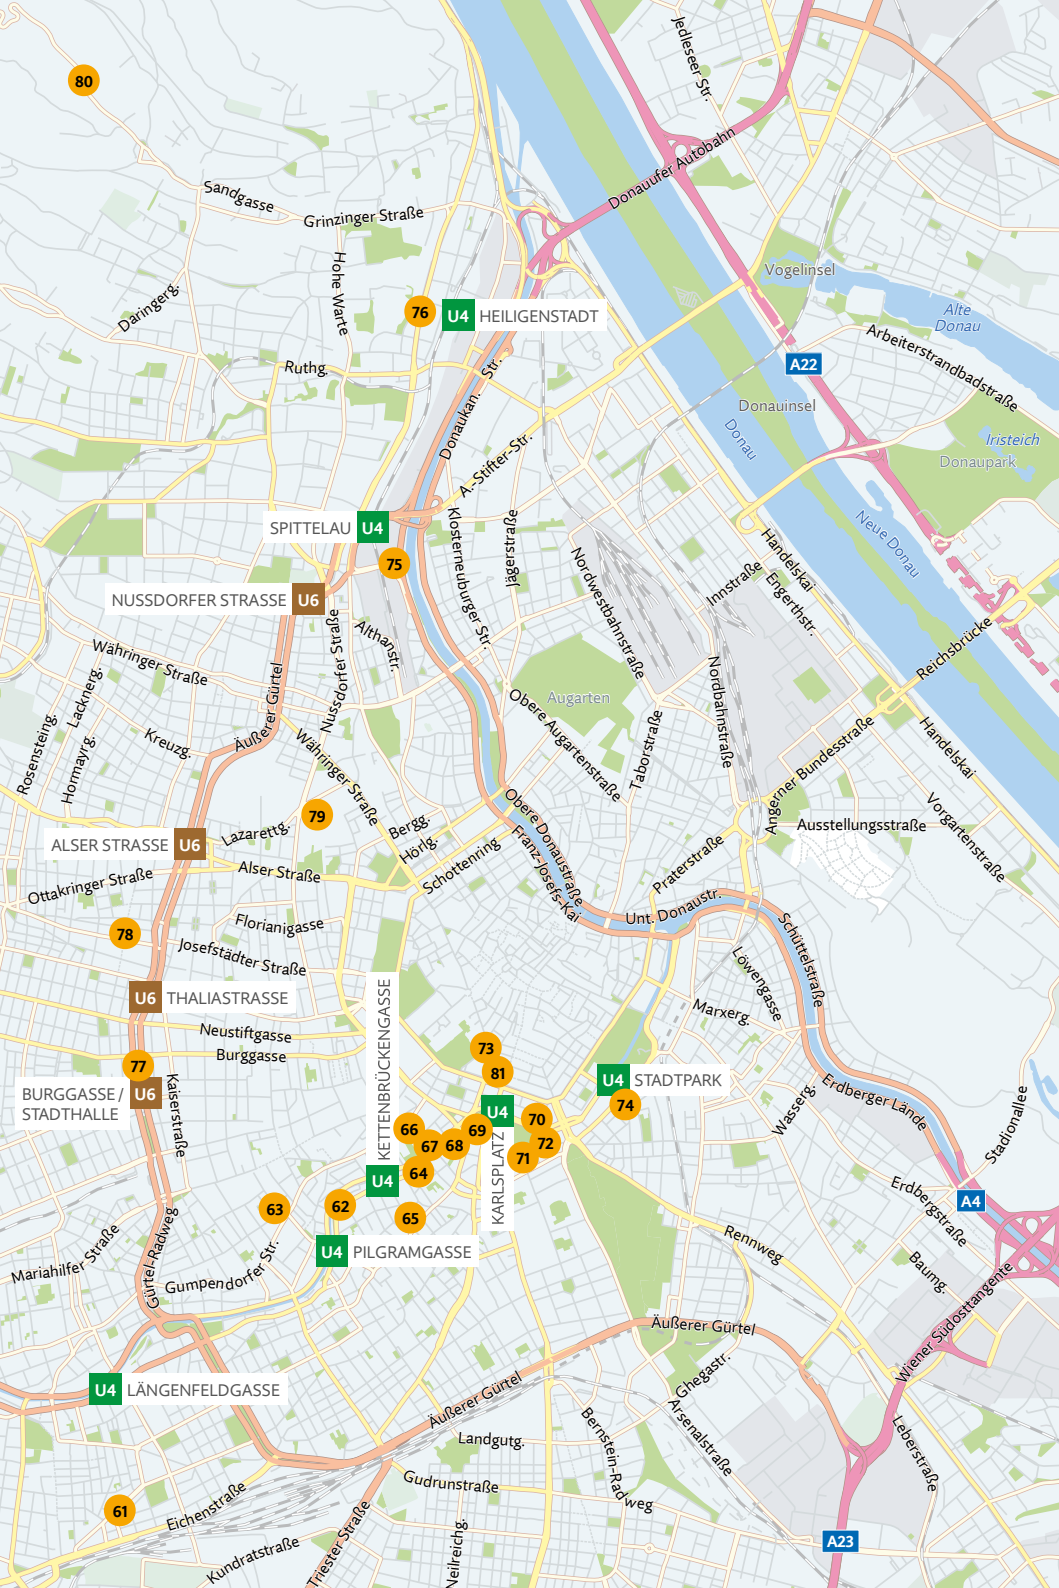 Jedleseer Str.
80
Donauufer Autobahn
Sandgasse
Grinzinger Straße
Hohe Warte
Daringerg.
Vogelinsel
Alte
Donau
76
U4 HEILIGENSTADT
Arbeiterstrandbadstraße
A22
Ruthg.
Donaukan. Str.
Donauinsel
Donau
Iristeich
Donaupark
A.-Stifter-Str.
SPITTELAU U4
Klosterneuburger Str.
Jägerstraße
Neue Donau
Handelskai
75
Nordwestbahnstraße
Innstraße
Engerthstr.
NUSSDORFER STRASSE U6
Nussdorfer Straße
Althanstr.
Reichsbrücke
Währinger Straße
Lacknerg.
Äußerer Gürtel
Augarten
Obere Augartenstraße
Nordbahnstraße
Taborstraße
Rosensteing.
Hormayrg.
Kreuzg.
Währinger Straße
Angerner Bundesstraße
Handelskai
79
Lazarettg.
Bergg.
Hörlg.
Obere Donaustraße
Franz-Josefs-Kai
Ausstellungsstraße
Vorgartenstraße
ALSER STRASSE U6
Schottenring
Praterstraße
Ottakringer Straße
Alser Straße
Unt. Donaustr.
Florianigasse
78
Josefstädter Straße
Schüttelstraße
Löwengasse
U6 THALIASTRASSE
KETTENBRÜCKENGASSE
Marxerg.
Neustiftgasse
Burggasse
73
77
81
BURGGASSE/
STADTHALLE
U6
Kaiserstraße
U4 STADTPARK
74
Wasserg.
Erdberger Lände
Stadionallee
U4
KARLSPLATZ
70
66
69
67
68
72
71
64
U4
A4
Erdbergstraße
63
62
65
Rennweg
Mariahilfer Straße
Gürtel-Radweg
Gumpendorfer Str.
U4 PILGRAMGASSE
Baumg.
Wiener Südosttangente
Äußerer Gürtel
Ghegastr.
U4 LÄNGENFELDGASSE
Äußerer Gürtel
Arsenalstraße
Bernstein-Radweg
Landgutg.
Leberstraße
Gudrunstraße
61
Eichenstraße
Kundratstraße
Triester Straße
Neilreichg.
A23